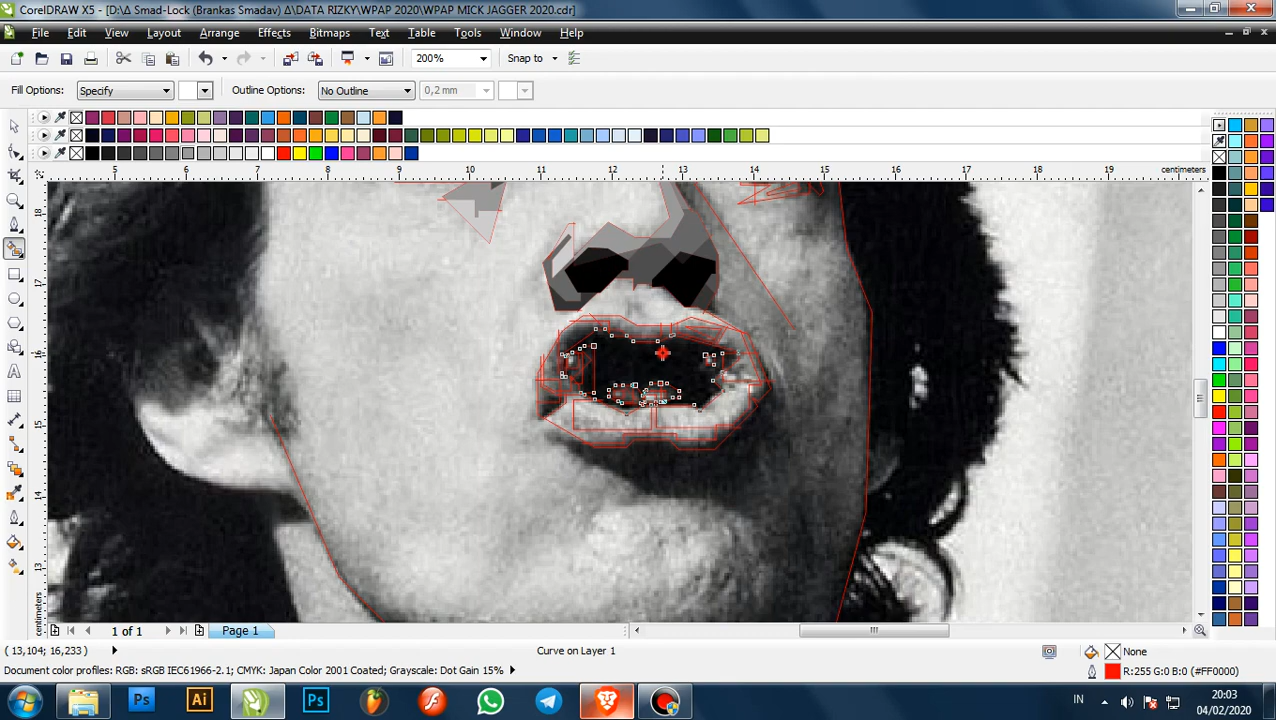 CorelDRAW X5 - [D:\Δ Smad-Lock (Brankas Smadav) Δ\DATA RIZKY\WPAP 2020\WPAP MICK JAGGER 2020.cdr]
File Edit View Layout Arrange Effects Bitmaps Text Table Tools Window Help
200% Snap to
Fill Options: Specify Outline Options: No Outline 0,2 mm
5 6 7 8 9 10 11 12 13 14 15 16 17 18 19 centimeters
18
17
16
15
14
13
centimeters
1 of 1 Page 1
( 13,104; 16,233 ) Curve on Layer 1 None
Document color profiles: RGB: sRGB IEC61966-2.1; CMYK: Japan Color 2001 Coated; Grayscale: Dot Gain 15% R:255 G:0 B:0 (#FF0000)
Ps Ai Ps IN 20:03
04/02/2020